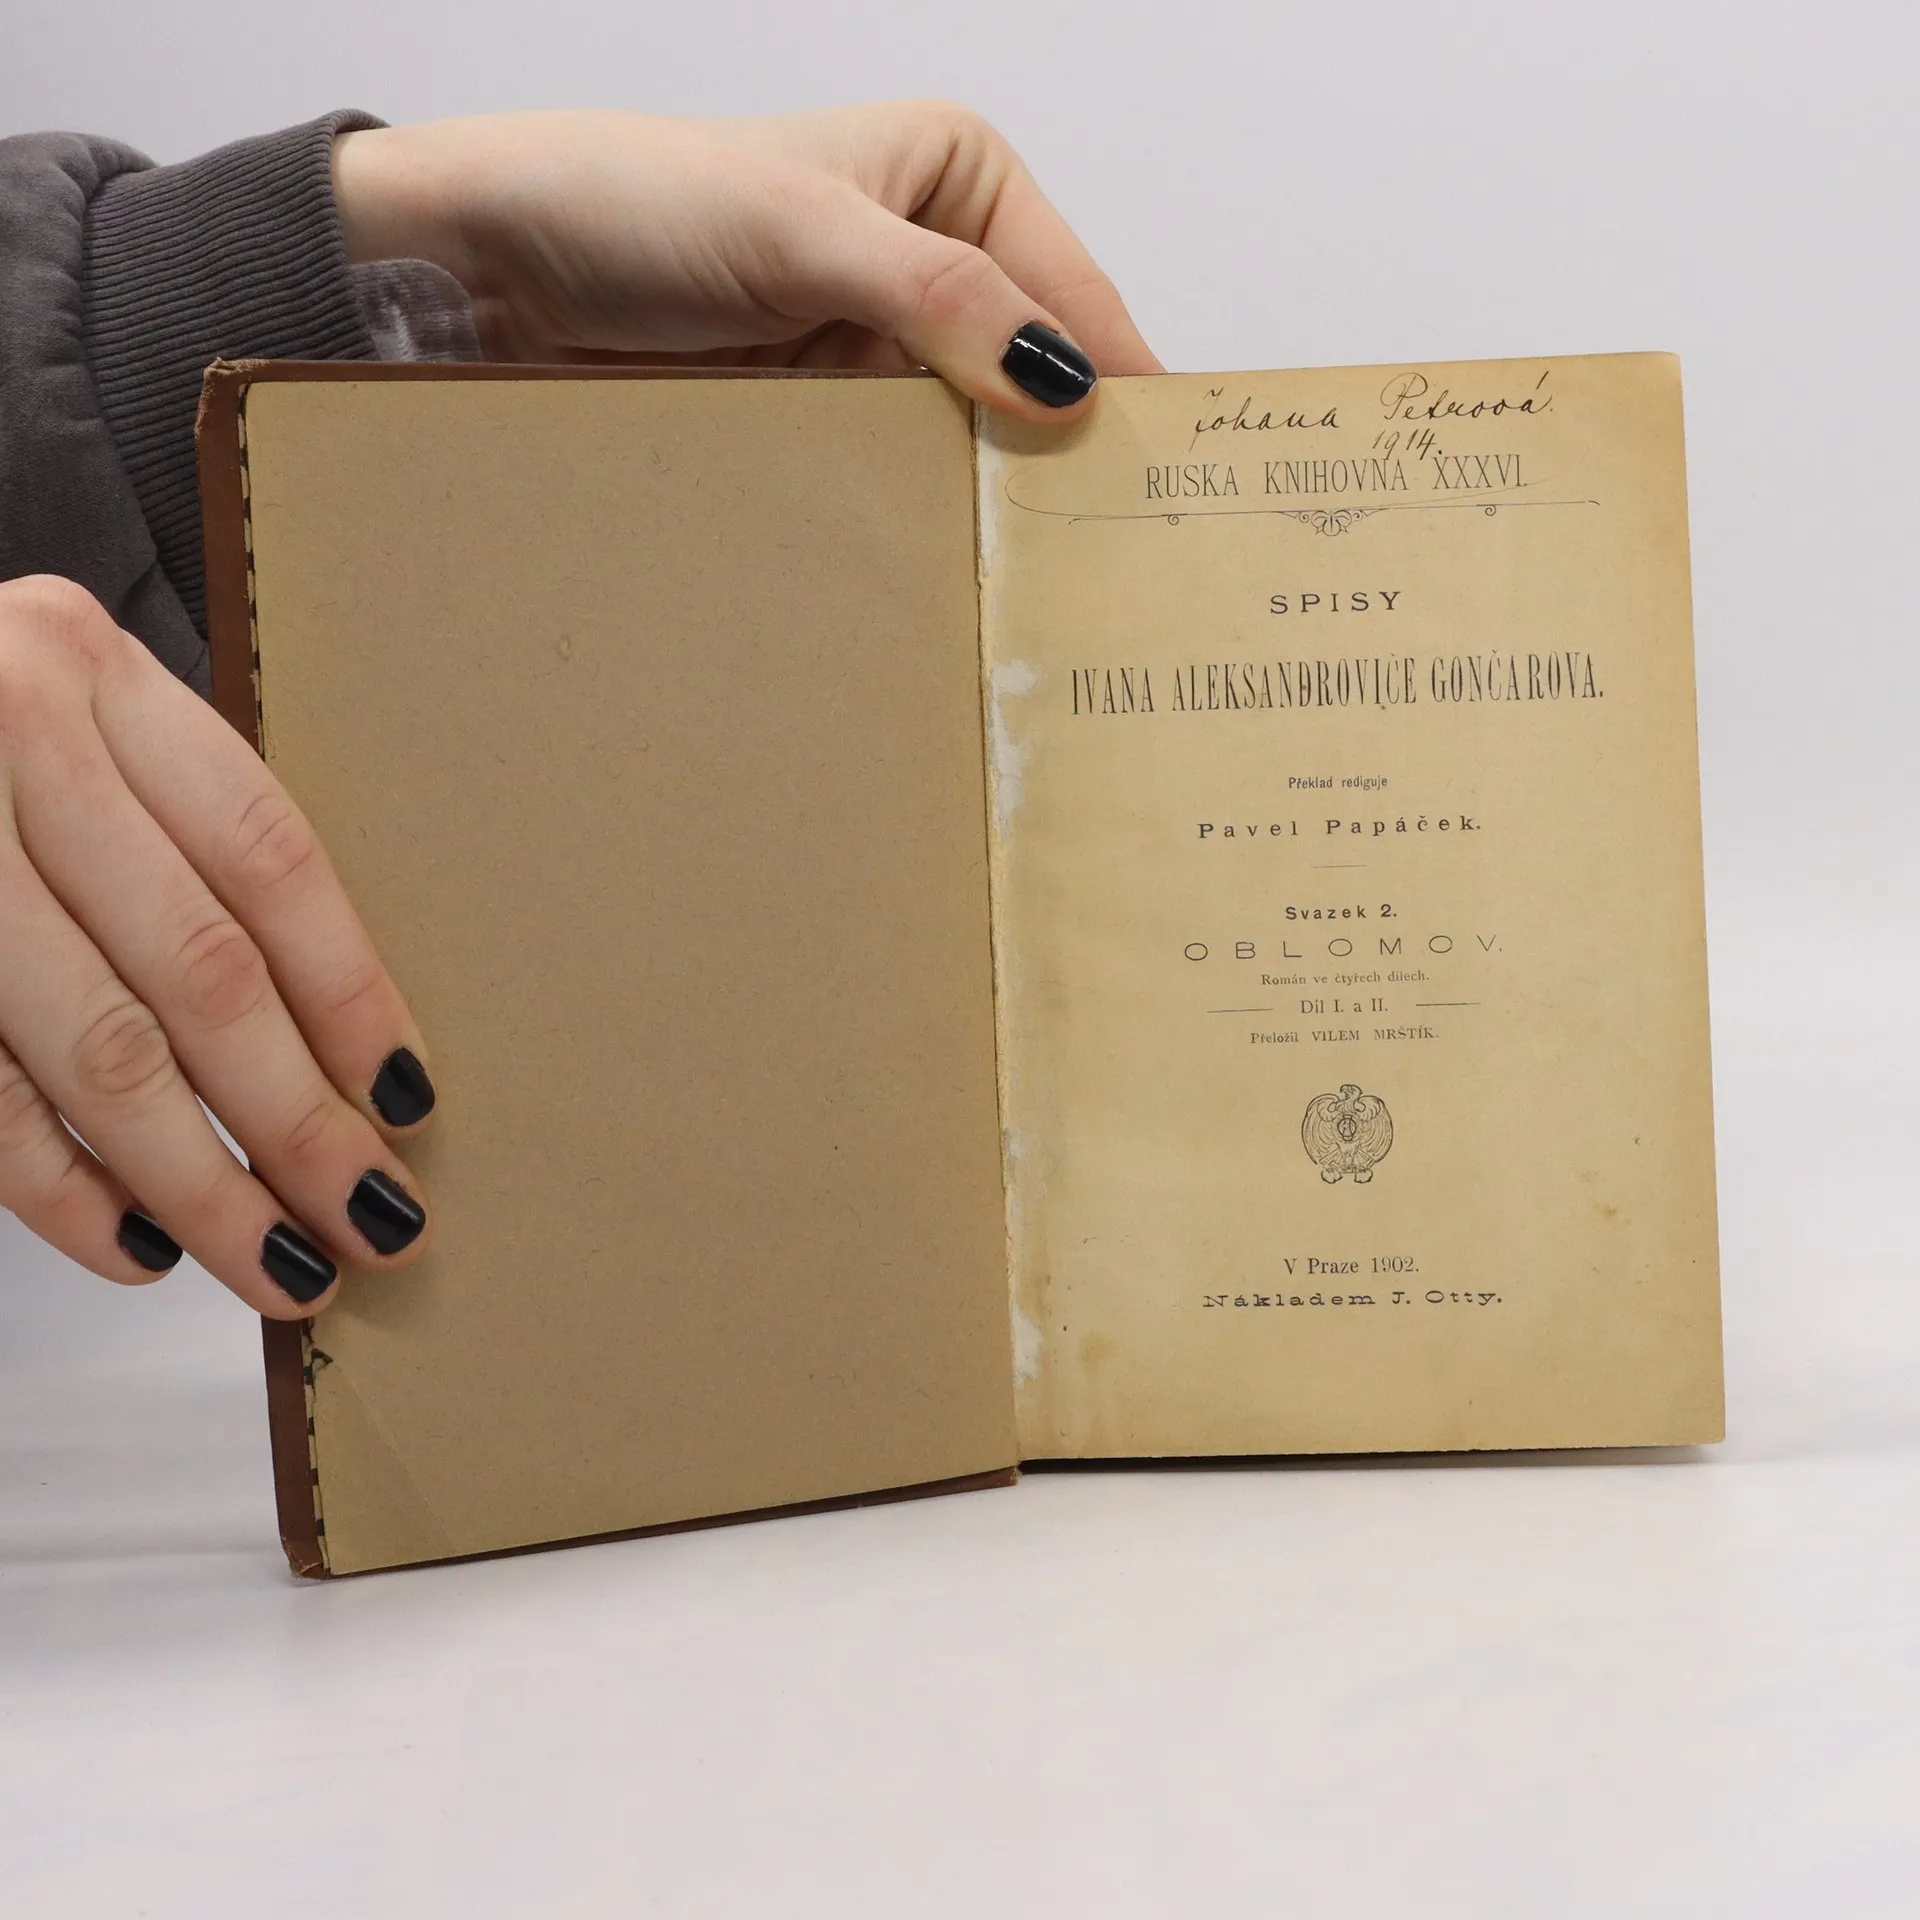 Johana Petrová.
1914.
RUSKA KNIHOVNA XXXVI.
SPISY
IVANA ALEKSANDROVIČE GONČAROVA.
Překlad rediguje
Pavel Papáček.
Svazek 2.
OBLOMOV.
Román ve čtyřech dílech.
Díl I. a II.
Přeložil VILEM MRŠTÍK.
V Praze 1902.
Nákladem J. Otty.